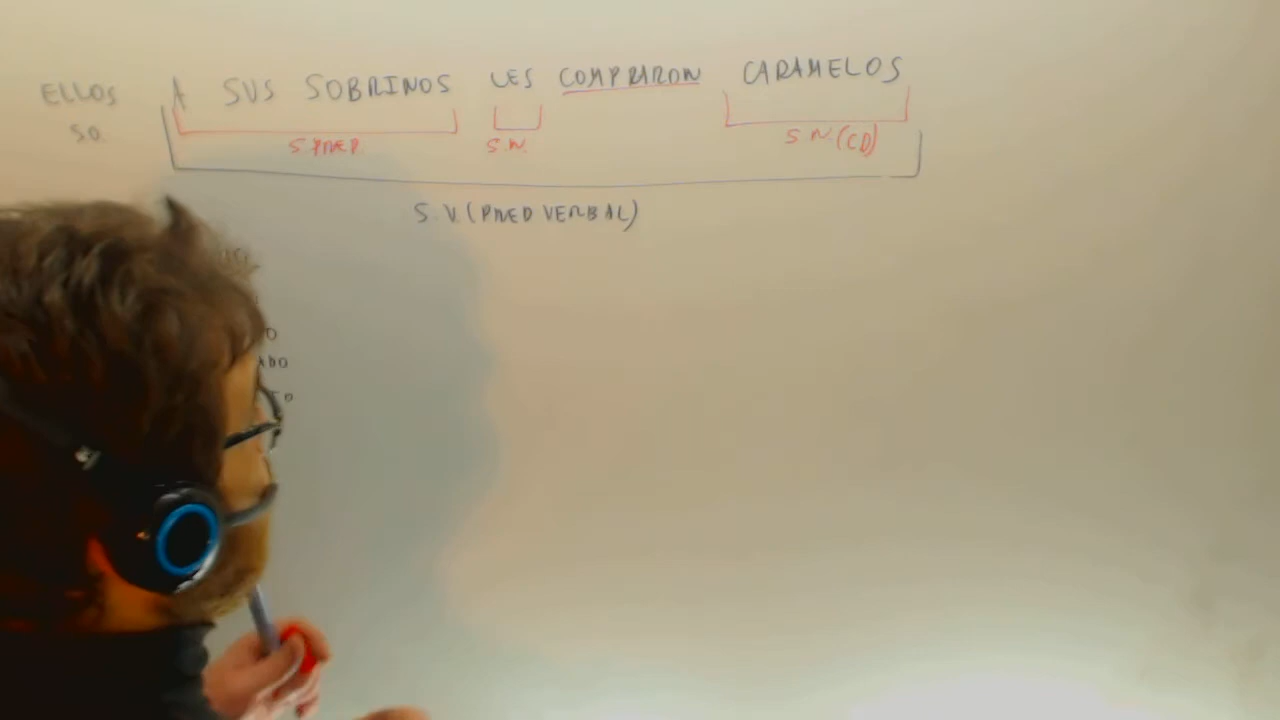 ELLOS A SUS SOBRINOS LES COMPRARON CARAMELOS
S.O. S.PREP. S.N. S.N.(CD)
S.V.(PRED VERBAL)